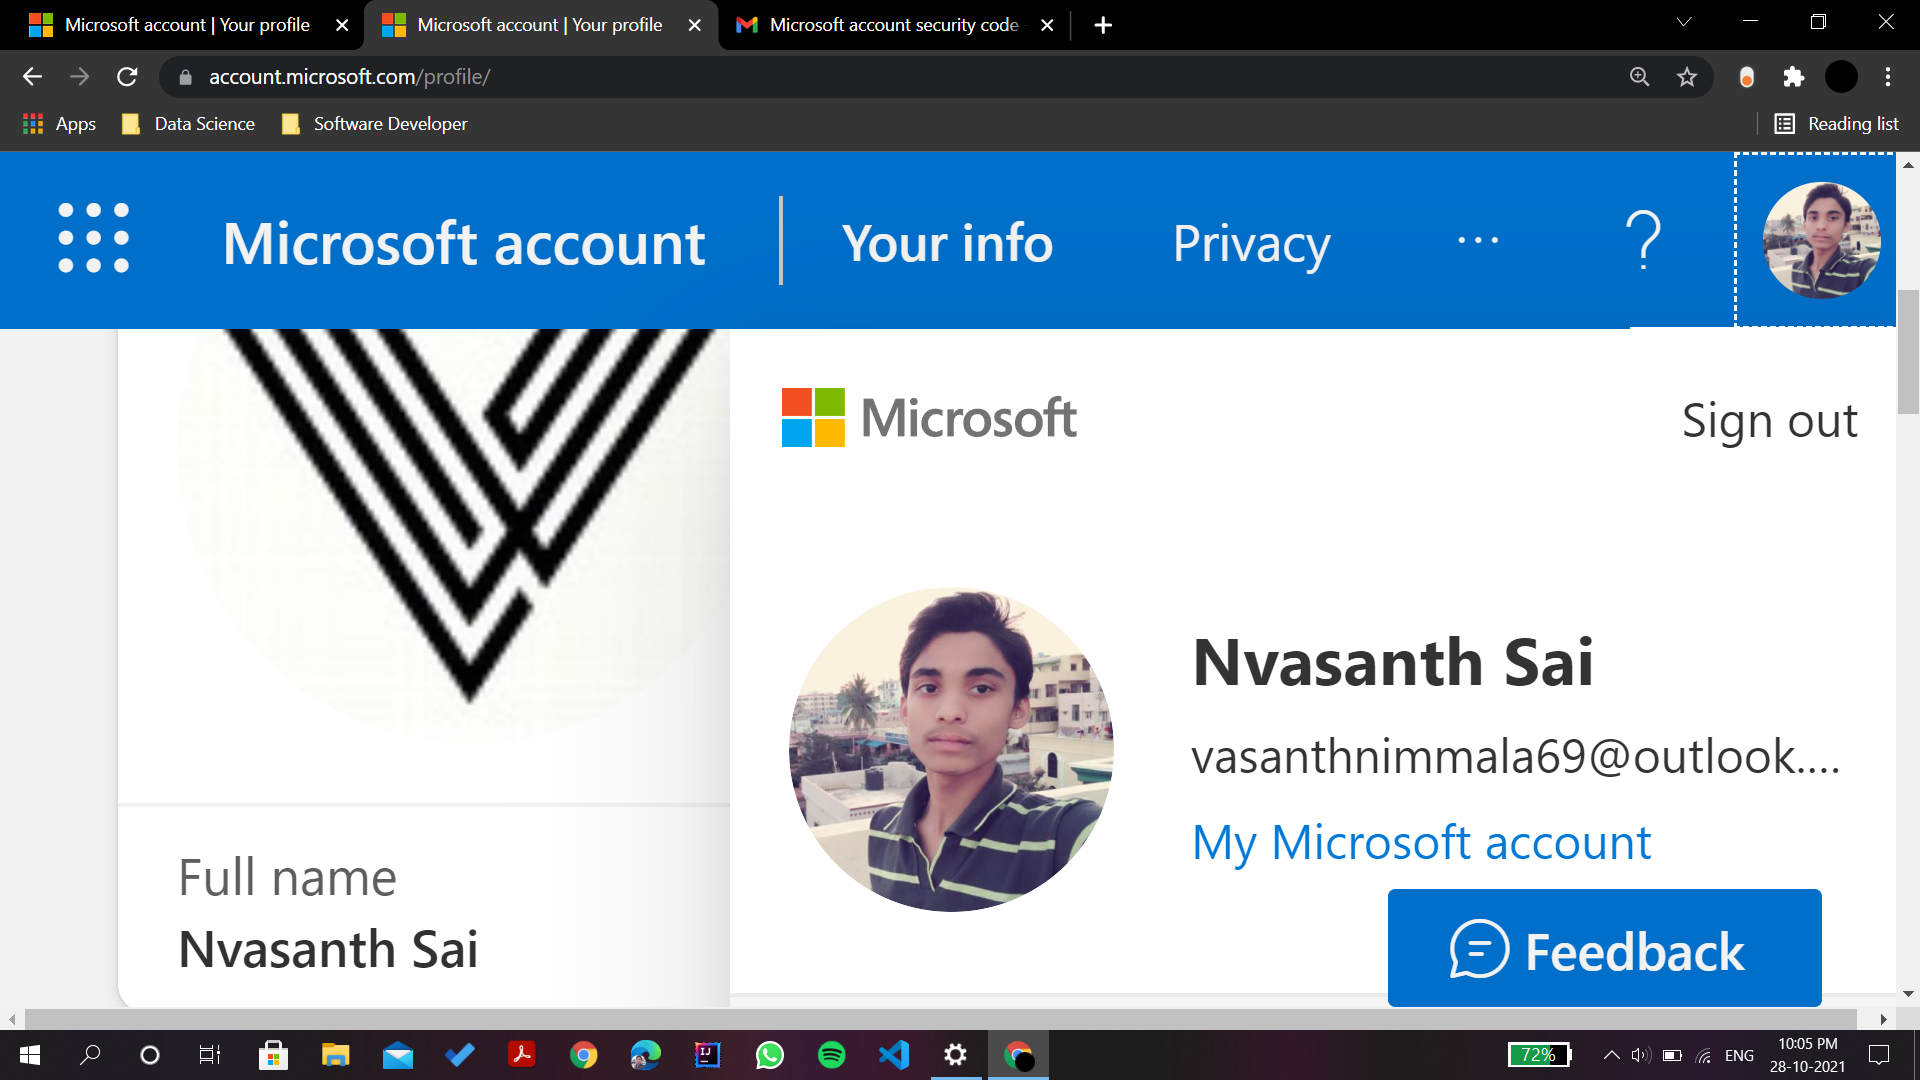 Microsoft account | Your profile
Microsoft account | Your profile
Microsoft account security code
account.microsoft.com/profile/
Apps
Data Science
Software Developer
Reading list
Microsoft account
Your info
Privacy
...
?
Microsoft
Sign out
Nvasanth Sai
vasanthnimmala69@outlook....
My Microsoft account
Full name
Nvasanth Sai
Feedback
72%
ENG
10:05 PM
28-10-2021